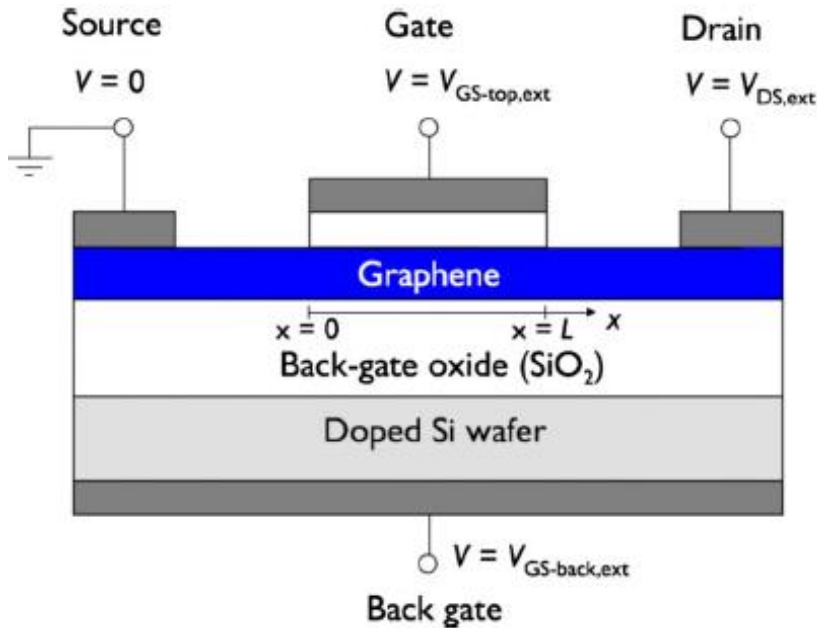 Source Gate Drain
V = 0 V = V_GS-top,ext V = V_DS,ext
Graphene
x = 0 x = L x
Back-gate oxide (SiO₂)
Doped Si wafer
V = V_GS-back,ext
Back gate